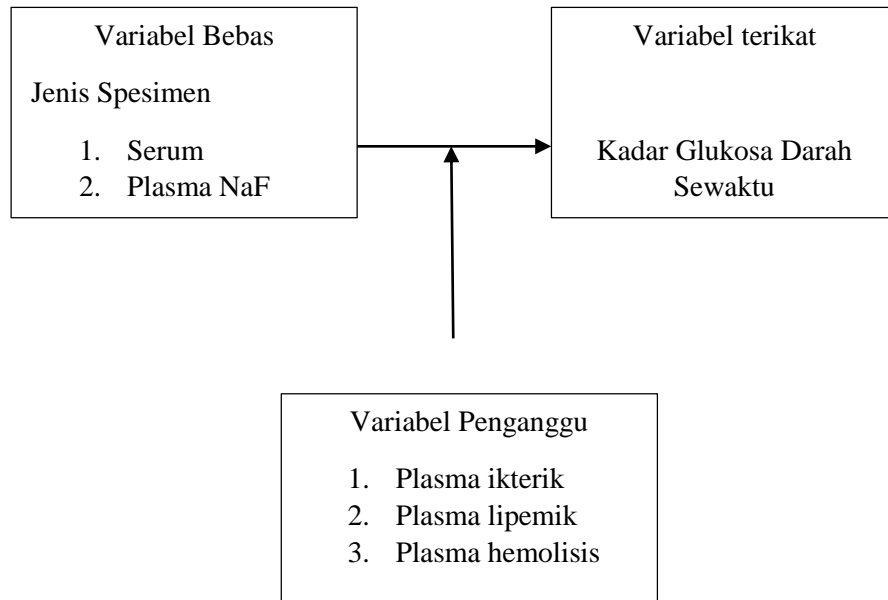 Variabel Bebas
Jenis Spesimen
1. Serum
2. Plasma NaF
Variabel terikat
Kadar Glukosa Darah
Sewaktu
Variabel Penganggu
1. Plasma ikterik
2. Plasma lipemik
3. Plasma hemolisis